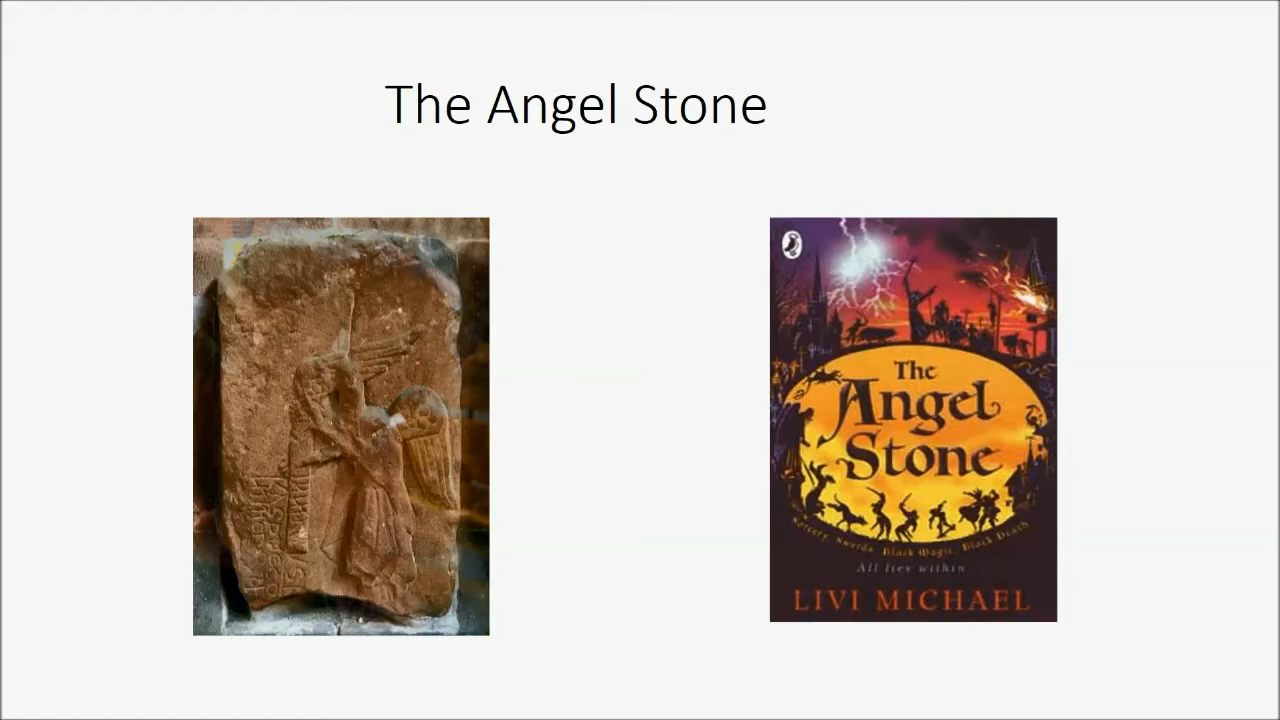 The Angel Stone
The
Angel
Stone
Sorcery, Swords, Black Magic, Black Death
All lies within
LIVI MICHAEL